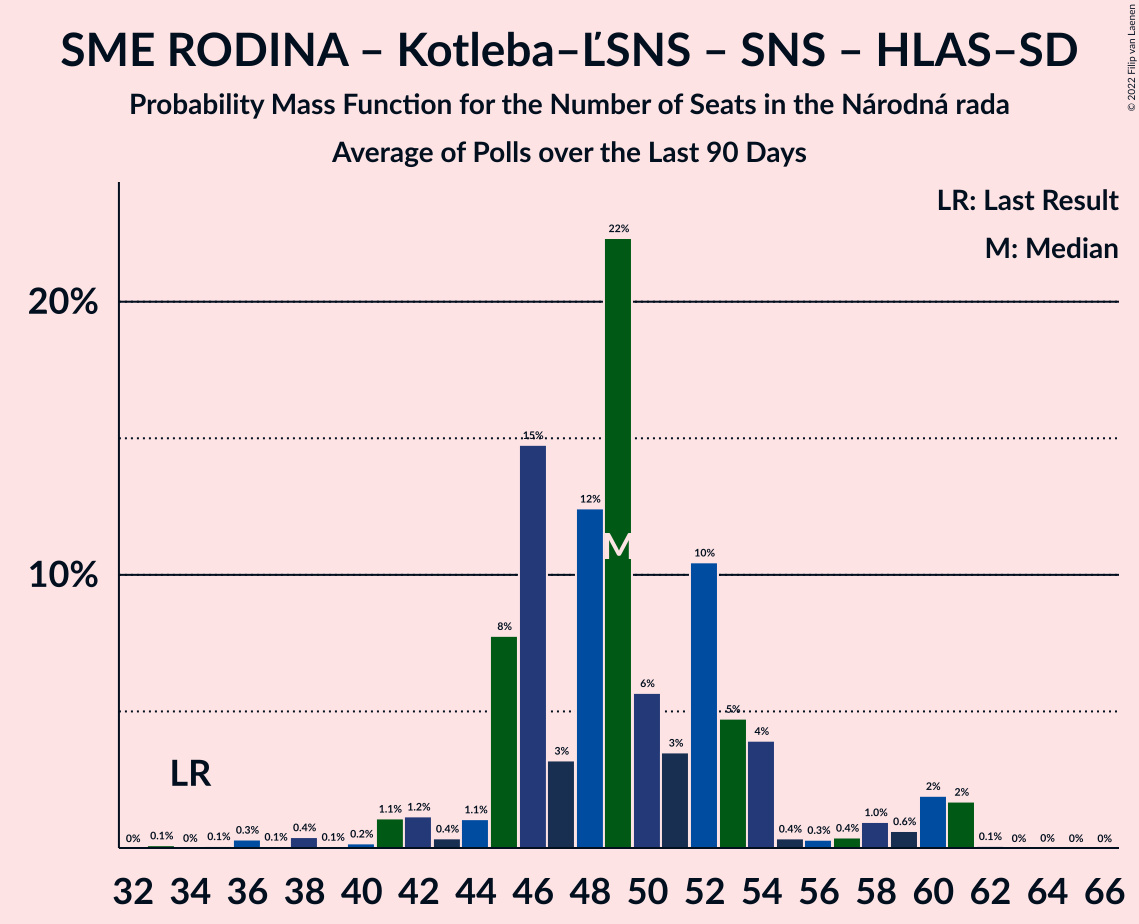 SME RODINA – Kotleba–ĽSNS – SNS – HLAS–SD
Probability Mass Function for the Number of Seats in the Národná rada
Average of Polls over the Last 90 Days
© 2022 Filip van Laenen
LR: Last Result
M: Median
20%
10%
LR
M
0% 0.1% 0% 0.1% 0.3% 0.1% 0.4% 0.1% 0.2% 1.1% 1.2% 0.4% 1.1% 8% 15% 3% 12% 22% 6% 3% 10% 5% 4% 0.4% 0.3% 0.4% 1.0% 0.6% 2% 2% 0.1% 0% 0% 0% 0%
32 34 36 38 40 42 44 46 48 50 52 54 56 58 60 62 64 66